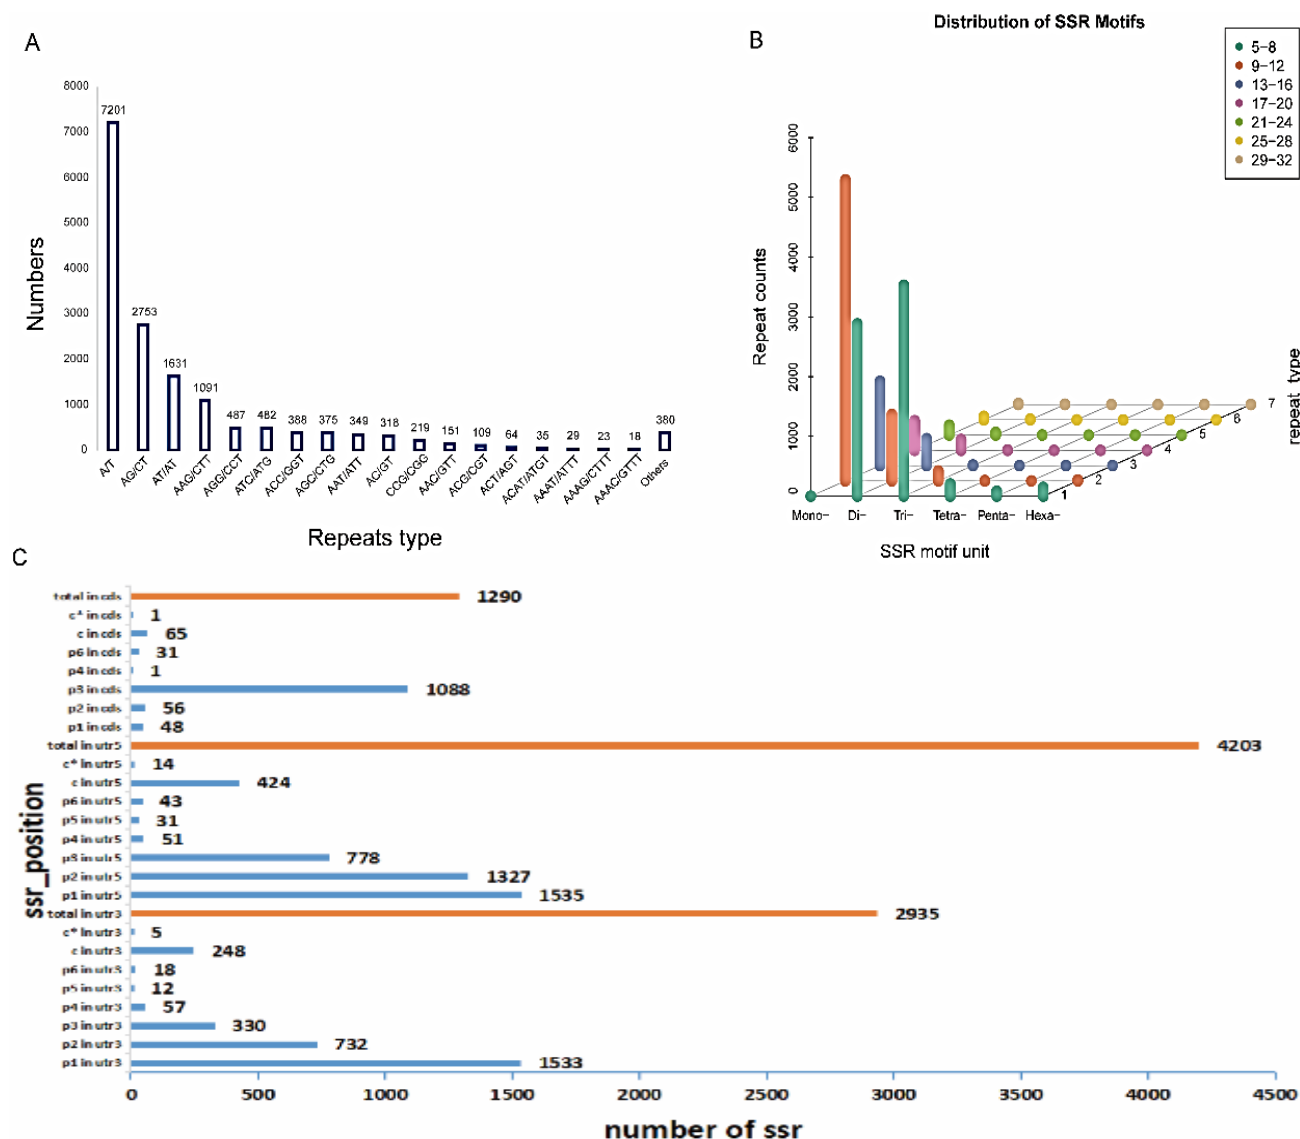 A
Numbers
8000
7000
6000
5000
4000
3000
2000
1000
0
7201
2753
1631
1091
487
482
388
375
349
318
219
151
109
64
35
29
23
18
380
A/T
AG/CT
AT/AT
AAG/CTT
AGG/CCT
ATC/ATG
ACC/GGT
AGC/CTG
AAT/ATT
AC/GT
CCG/CGG
AAC/GTT
ACG/CGT
ACT/AGT
ACAT/ATGT
AAAT/ATTT
AAAG/CTTT
AAAC/GTTT
Others
Repeats type
B
Distribution of SSR Motifs
5-8
9-12
13-16
17-20
21-24
25-28
29-32
Repeat counts
6000
5000
4000
3000
2000
1000
0
Mono-
Di-
Tri-
Tetra-
Penta-
Hexa-
1
2
3
4
5
6
7
repeat type
SSR motif unit
C
ssr_position
total in cds 1290
c* in cds 1
c in cds 65
p6 in cds 31
p4 in cds 1
p3 in cds 1088
p2 in cds 56
p1 in cds 48
total in utr5 4203
c* in utr5 14
c in utr5 424
p6 in utr5 43
p5 in utr5 31
p4 in utr5 51
p3 in utr5 778
p2 in utr5 1327
p1 in utr5 1535
total in utr3 2935
c* in utr3 5
c in utr3 248
p6 in utr3 18
p5 in utr3 12
p4 in utr3 57
p3 in utr3 330
p2 in utr3 732
p1 in utr3 1533
0 500 1000 1500 2000 2500 3000 3500 4000 4500
number of ssr